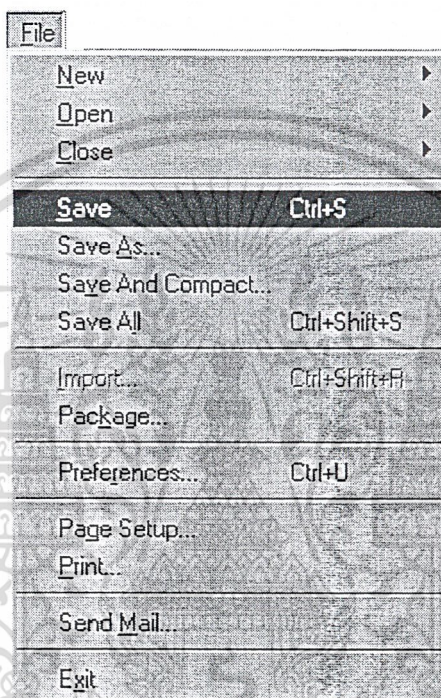 File
New
Open
Close
Save Ctrl+S
Save As...
Save And Compact...
Save All Ctrl+Shift+S
Import... Ctrl+Shift+R
Package...
Preferences... Ctrl+U
Page Setup...
Print...
Send Mail...
Exit